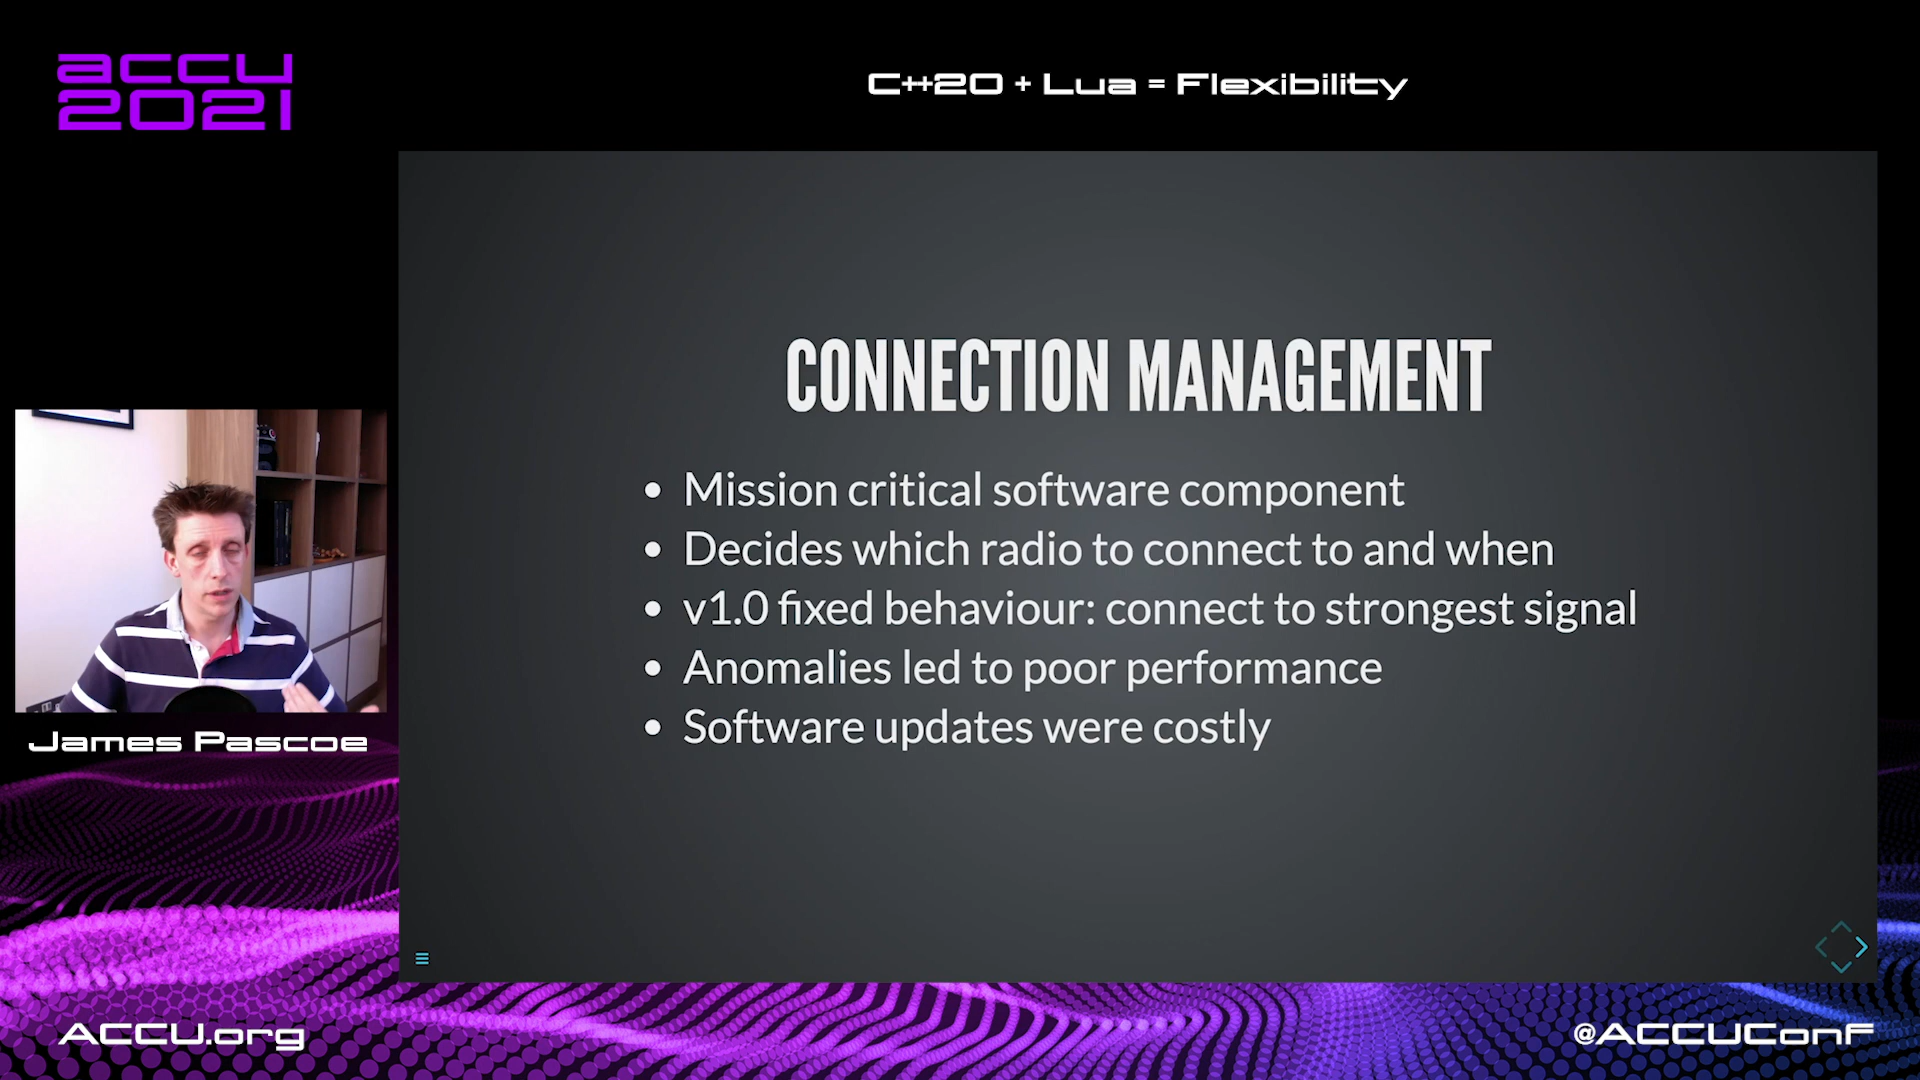 accu
2021
C++20 + Lua = Flexibility
CONNECTION MANAGEMENT
• Mission critical software component
• Decides which radio to connect to and when
• v1.0 fixed behaviour: connect to strongest signal
• Anomalies led to poor performance
• Software updates were costly
James Pascoe
ACCU.org
@ACCUConf